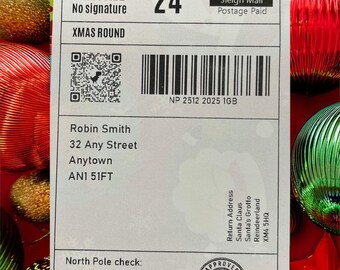 No signature
24
Sleigh Mail
Postage Paid
XMAS ROUND
NP 2512 2025 1GB
Robin Smith
32 Any Street
Anytown
AN1 51FT
Return Address
Santa Claus
Santa's Grotto
Reindeerland
XM4 5HQ
North Pole check:
APPROVED